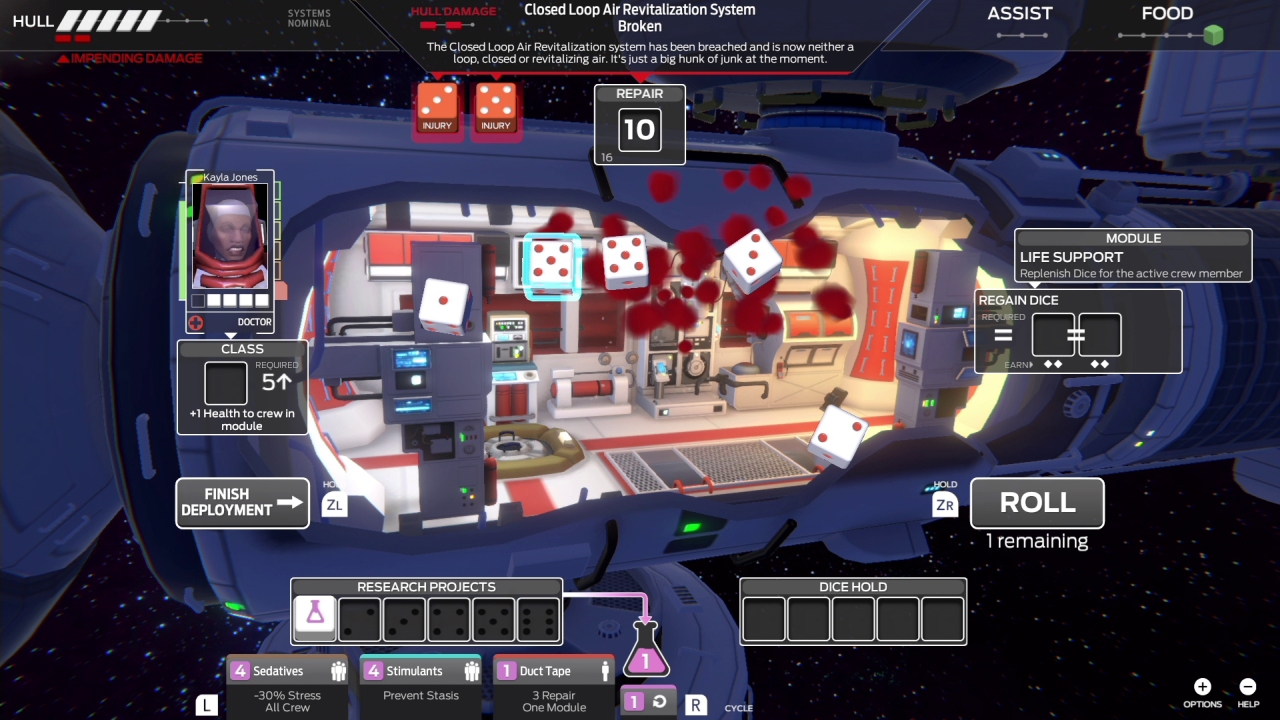 HULL
SYSTEMS
NOMINAL
IMPENDING DAMAGE
HULL DAMAGE
Closed Loop Air Revitalization System
Broken
The Closed Loop Air Revitalization system has been breached and is now neither a
loop, closed or revitalizing air. It's just a big hunk of junk at the moment.
ASSIST
FOOD
INJURY
INJURY
REPAIR
10
16
Kayla Jones
DOCTOR
CLASS
REQUIRED
5
+1 Health to crew in
module
MODULE
LIFE SUPPORT
Replenish Dice for the active crew member
REGAIN DICE
REQUIRED
= =
EARN
FINISH
DEPLOYMENT
HOLD
ZL
HOLD
ZR
ROLL
1 remaining
RESEARCH PROJECTS
DICE HOLD
1
4 Sedatives
-30% Stress
All Crew
4 Stimulants
Prevent Stasis
1 Duct Tape
3 Repair
One Module
1
L
R
CYCLE
OPTIONS
HELP